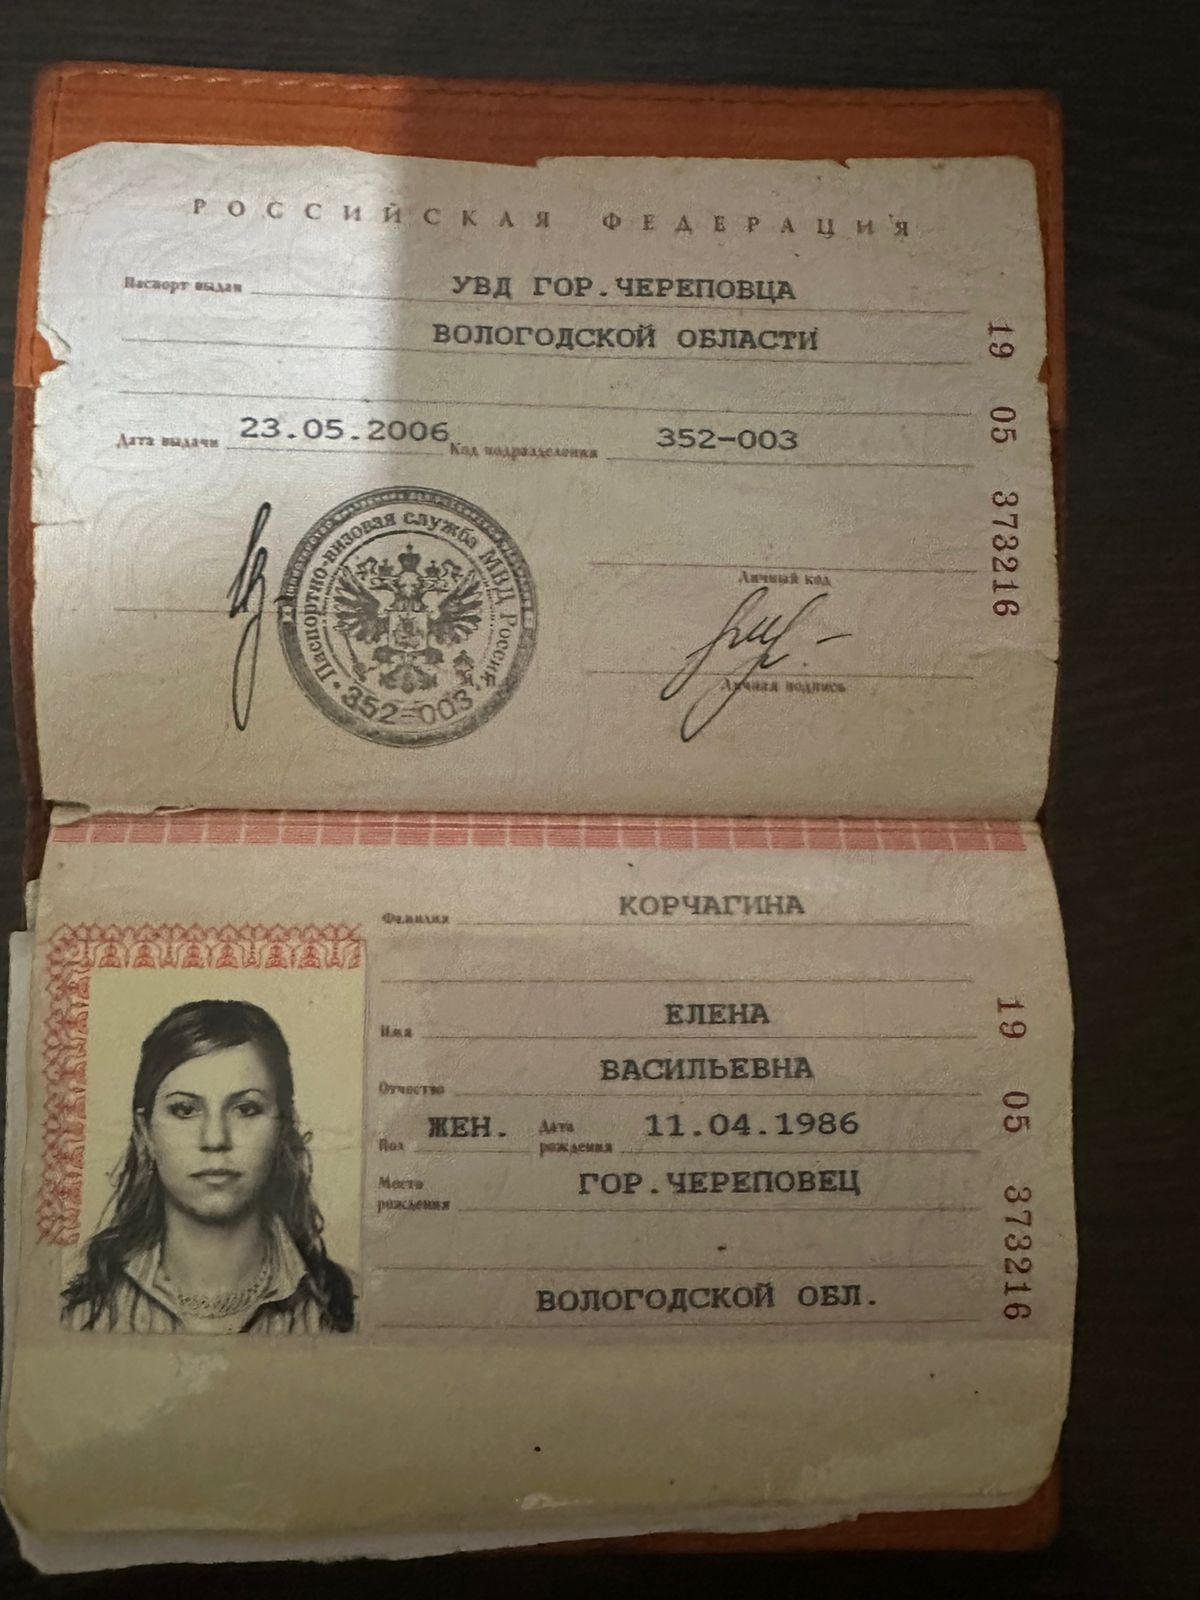 РОССИЙСКАЯ ФЕДЕРАЦИЯ
Паспорт выдан УВД ГОР.ЧЕРЕПОВЦА
ВОЛОГОДСКОЙ ОБЛАСТИ
Дата выдачи 23.05.2006 Код подразделения 352-003
19 05 373216
Паспортно-визовая служба МВД России
352-003
Личный код
Личная подпись
Фамилия КОРЧАГИНА
Имя ЕЛЕНА
Отчество ВАСИЛЬЕВНА
Пол ЖЕН. Дата рождения 11.04.1986
Место рождения ГОР.ЧЕРЕПОВЕЦ
ВОЛОГОДСКОЙ ОБЛ.
19 05 373216